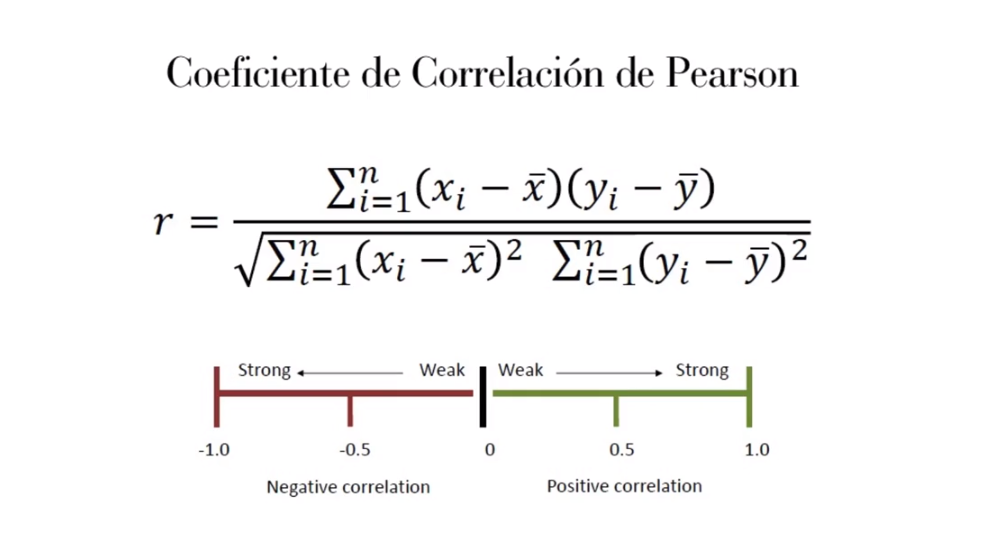 Coeficiente de Correlación de Pearson
r = \frac{\sum_{i=1}^{n}(x_i - \bar{x})(y_i - \bar{y})}{\sqrt{\sum_{i=1}^{n}(x_i - \bar{x})^2 \sum_{i=1}^{n}(y_i - \bar{y})^2}}
Strong Weak Weak Strong
-1.0 -0.5 0 0.5 1.0
Negative correlation Positive correlation